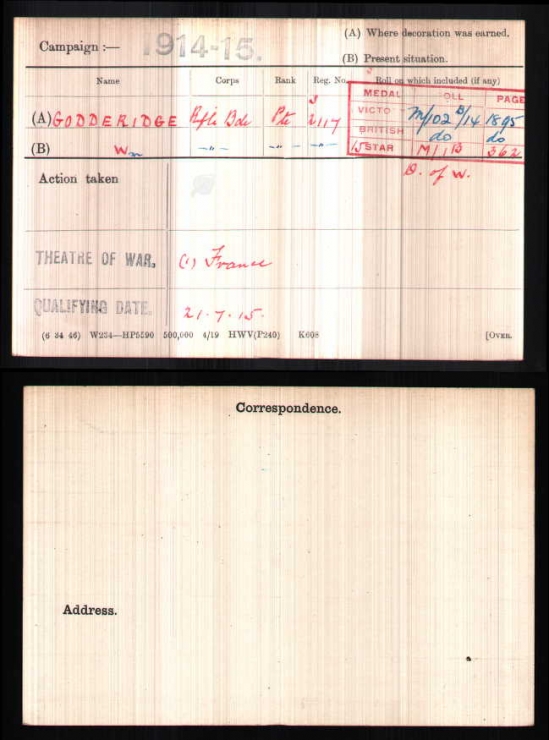 (A) Where decoration was earned.
Campaign :— 1914-15.
(B) Present situation.
Name Corps Rank Reg. No. Roll on which included (if any)
MEDAL ROLL PAGE
(A) GODDERIDGE Rifle Bde Pte S 2117 VICTO M/102 B/14 1895
BRITISH do do
(B) Wm —"— —"— —"— 15 STAR M/1 B 362
D. of W.
Action taken
THEATRE OF WAR. (1) France
QUALIFYING DATE. 21.7.15.
(6 34 46) W234—HP5590 500,000 4/19 HWV(P240) K608 [OVER.
Correspondence.
Address.